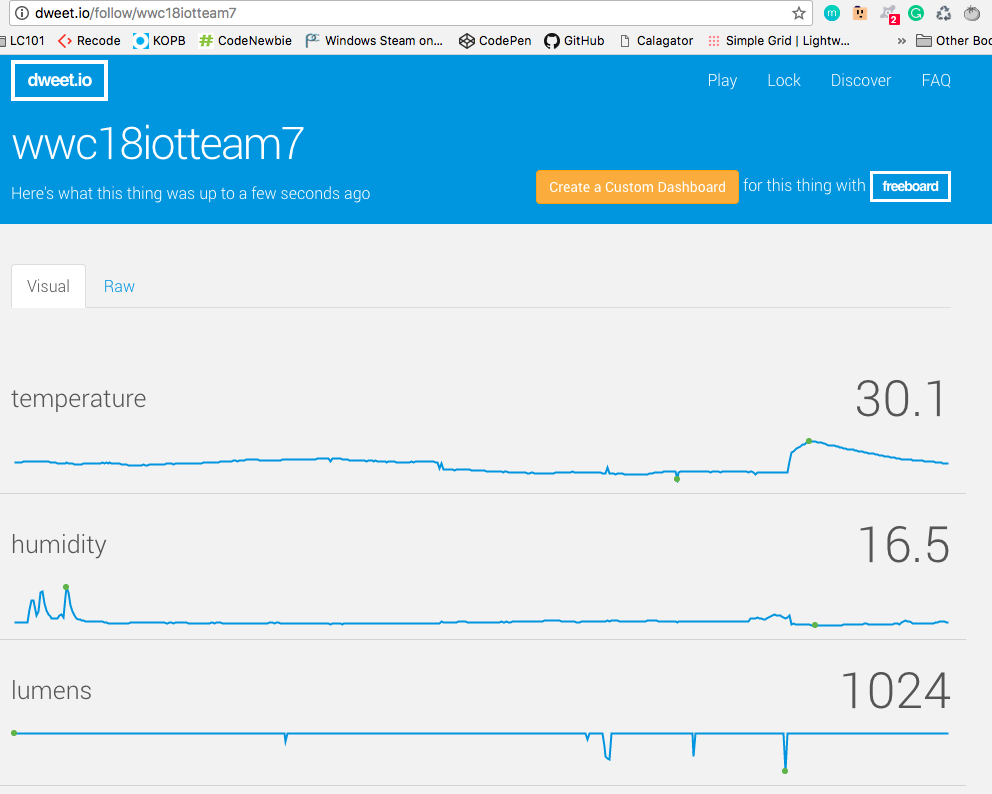 dweet.io/follow/wwc18iotteam7
m 2 G
LC101 Recode KOPB CodeNewbie Windows Steam on... CodePen GitHub Calagator Simple Grid | Lightw... » Other Boo
dweet.io Play Lock Discover FAQ
wwc18iotteam7
Here's what this thing was up to a few seconds ago Create a Custom Dashboard for this thing with freeboard
Visual Raw
temperature 30.1
humidity 16.5
lumens 1024